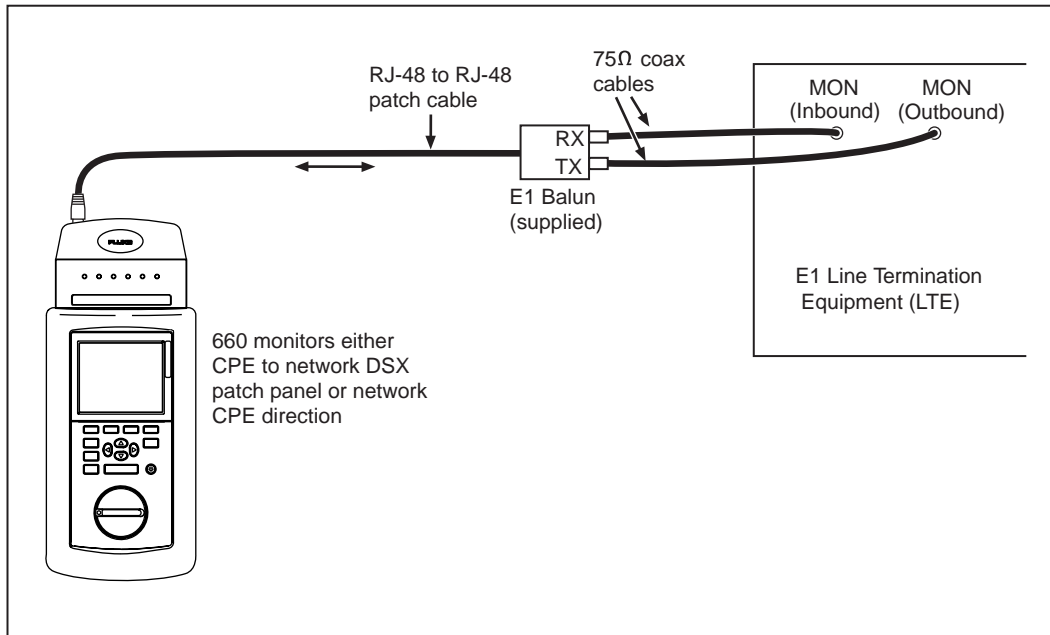 RJ-48 to RJ-48
patch cable
75Ω coax
cables
MON
(Inbound)
MON
(Outbound)
RX
TX
E1 Balun
(supplied)
E1 Line Termination
Equipment (LTE)
FLUKE
660 monitors either
CPE to network DSX
patch panel or network
CPE direction